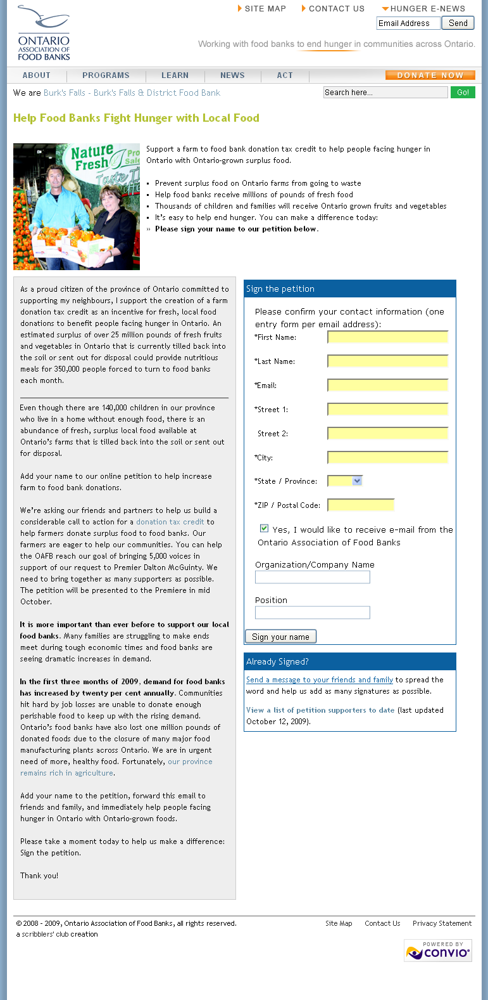 SITE MAP CONTACT US HUNGER E-NEWS
Email Address Send
ONTARIO
ASSOCIATION OF
FOOD BANKS
Working with food banks to end hunger in communities across Ontario.
ABOUT PROGRAMS LEARN NEWS ACT DONATE NOW
We are Burk's Falls - Burk's Falls & District Food Bank Search here... Go!
Help Food Banks Fight Hunger with Local Food
Nature
Fresh
Pro
Sale
Taste T
Support a farm to food bank donation tax credit to help people facing hunger in
Ontario with Ontario-grown surplus food.
• Prevent surplus food on Ontario farms from going to waste
• Help food banks receive millions of pounds of fresh food
• Thousands of children and families will receive Ontario grown fruits and vegetables
• It's easy to help end hunger. You can make a difference today:
» Please sign your name to our petition below.
As a proud citizen of the province of Ontario committed to
supporting my neighbours, I support the creation of a farm
donation tax credit as an incentive for fresh, local food
donations to benefit people facing hunger in Ontario. An
estimated surplus of over 25 million pounds of fresh fruits
and vegetables in Ontario that is currently tilled back into
the soil or sent out for disposal could provide nutritious
meals for 350,000 people forced to turn to food banks
each month.
Even though there are 140,000 children in our province
who live in a home without enough food, there is an
abundance of fresh, surplus local food available at
Ontario's farms that is tilled back into the soil or sent out
for disposal.
Add your name to our online petition to help increase
farm to food bank donations.
We're asking our friends and partners to help us build a
considerable call to action for a donation tax credit to
help farmers donate surplus food to food banks. Our
farmers are eager to help our communities. You can help
the OAFB reach our goal of bringing 5,000 voices in
support of our request to Premier Dalton McGuinty. We
need to bring together as many supporters as possible.
The petition will be presented to the Premiere in mid
October.
It is more important than ever before to support our local
food banks. Many families are struggling to make ends
meet during tough economic times and food banks are
seeing dramatic increases in demand.
In the first three months of 2009, demand for food banks
has increased by twenty per cent annually. Communities
hit hard by job losses are unable to donate enough
perishable food to keep up with the rising demand.
Ontario's food banks have also lost one million pounds of
donated foods due to the closure of many major food
manufacturing plants across Ontario. We are in urgent
need of more, healthy food. Fortunately, our province
remains rich in agriculture.
Add your name to the petition, forward this email to
friends and family, and immediately help people facing
hunger in Ontario with Ontario-grown foods.
Please take a moment today to help us make a difference:
Sign the petition.
Thank you!
Sign the petition
Please confirm your contact information (one
entry form per email address):
*First Name:
*Last Name:
*Email:
*Street 1:
Street 2:
*City:
*State / Province:
*ZIP / Postal Code:
Yes, I would like to receive e-mail from the
Ontario Association of Food Banks
Organization/Company Name
Position
Sign your name
Already Signed?
Send a message to your friends and family to spread the
word and help us add as many signatures as possible.
View a list of petition supporters to date (last updated
October 12, 2009).
© 2008 - 2009, Ontario Association of Food Banks, all rights reserved. Site Map Contact Us Privacy Statement
a scribblers' club creation
POWERED BY
convio